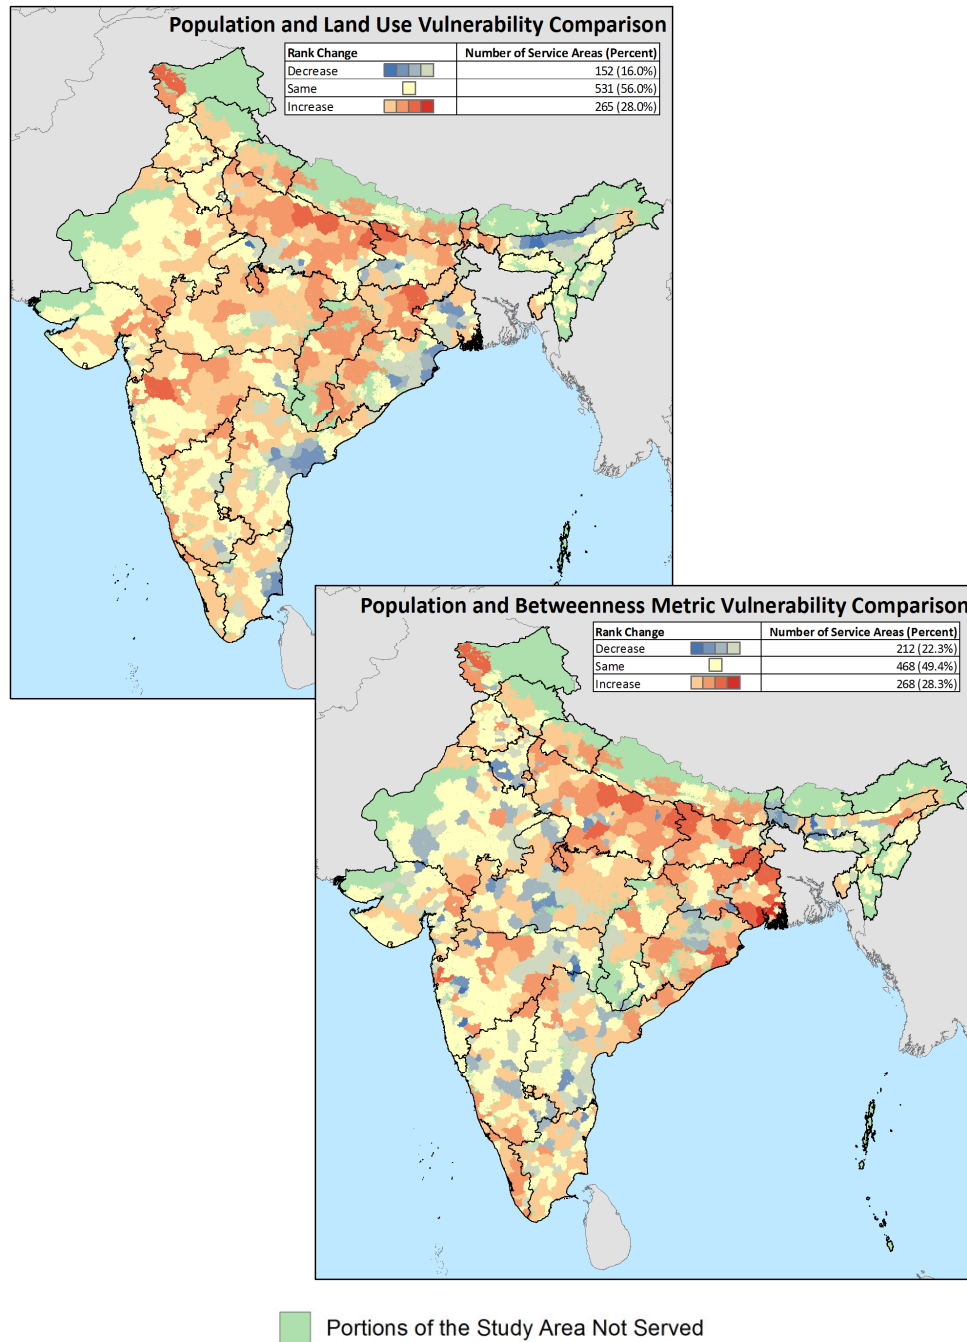 Population and Land Use Vulnerability Comparison
Rank Change Number of Service Areas (Percent)
Decrease 152 (16.0%)
Same 531 (56.0%)
Increase 265 (28.0%)
Population and Betweenness Metric Vulnerability Comparison
Rank Change Number of Service Areas (Percent)
Decrease 212 (22.3%)
Same 468 (49.4%)
Increase 268 (28.3%)
Portions of the Study Area Not Served